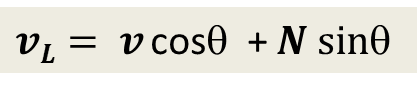 v_L = v cosθ + N sinθ